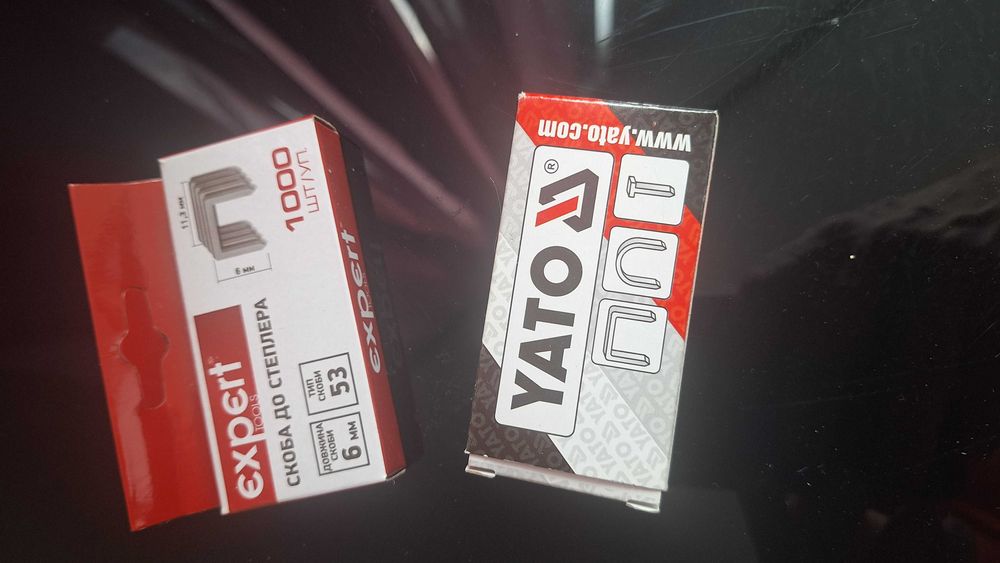 1000
ШТ/УП.
11,3 мм
6 мм
expert®
TOOLS
СКОБА ДО СТЕПЛЕРА
ДОВЖИНА
СКОБИ
6 мм
ТИП
СКОБИ
53
expert
www.yato.com
YATO®